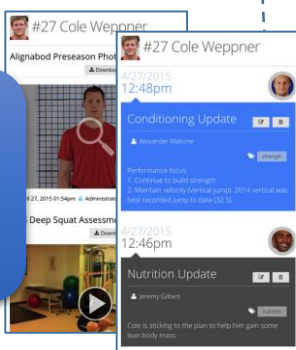 #27 Cole Weppner
Alignabod Preseason Phot
Downloa
27, 2015 01:54pm Administrat
Deep Squat Assessm
Down
#27 Cole Weppner
4/27/2015
12:48pm
Conditioning Update
Alexander Mahone
strength
Performance focus:
1. Continue to build strength
2. Maintain velocity (vertical jump): 2014 vertical was
best recorded jump to date (32.5).
4/27/2015
12:46pm
Nutrition Update
Jeremy Gilbert
nutrition
Cole is sticking to the plan to help him gain some
lean body mass.